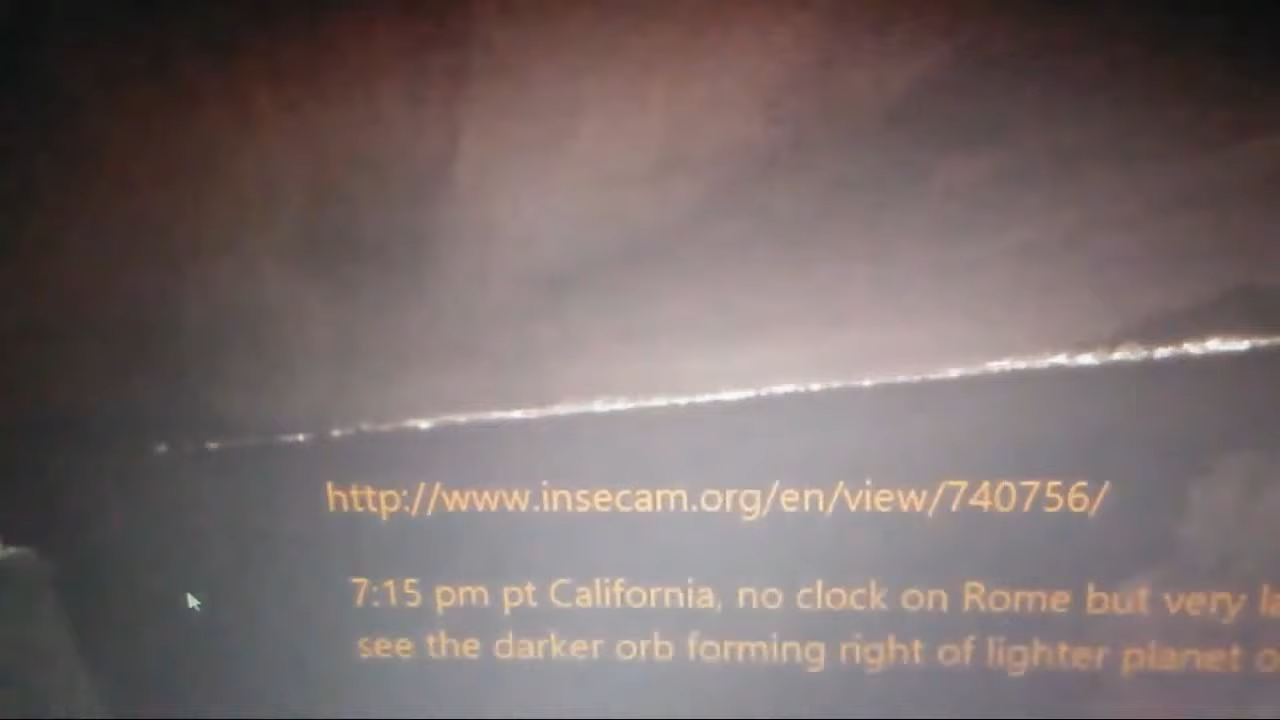 http://www.insecam.org/en/view/740756/
7:15 pm pt California, no clock on Rome but very
see the darker orb forming right of lighter planet